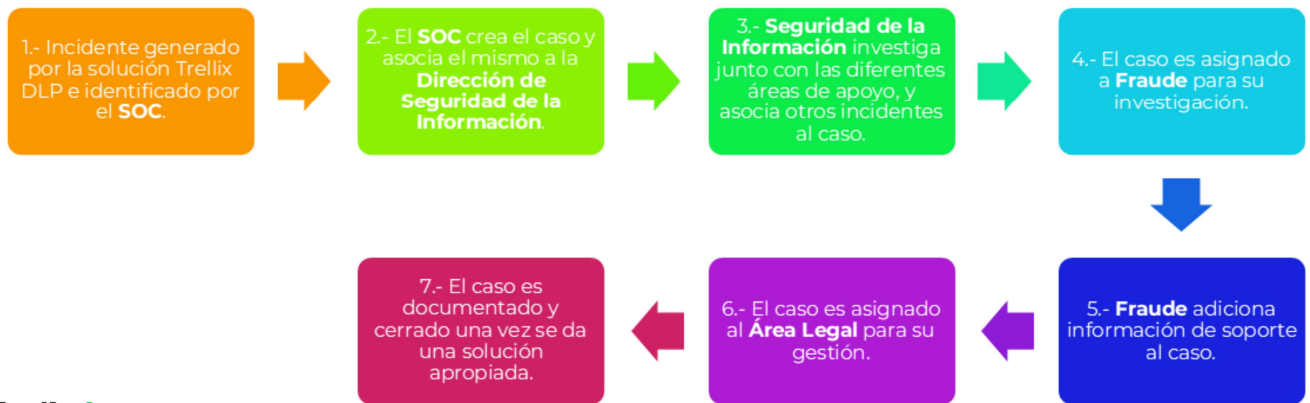 1.- Incidente generado
por la solución Trellix
DLP e identificado por
el SOC.
2.- El SOC crea el caso y
asocia el mismo a la
Dirección de
Seguridad de la
Información.
3.- Seguridad de la
Información investiga
junto con las diferentes
áreas de apoyo, y
asocia otros incidentes
al caso.
4.- El caso es asignado
a Fraude para su
investigación.
5.- Fraude adiciona
información de soporte
al caso.
6.- El caso es asignado
al Área Legal para su
gestión.
7.- El caso es
documentado y
cerrado una vez se da
una solución
apropiada.